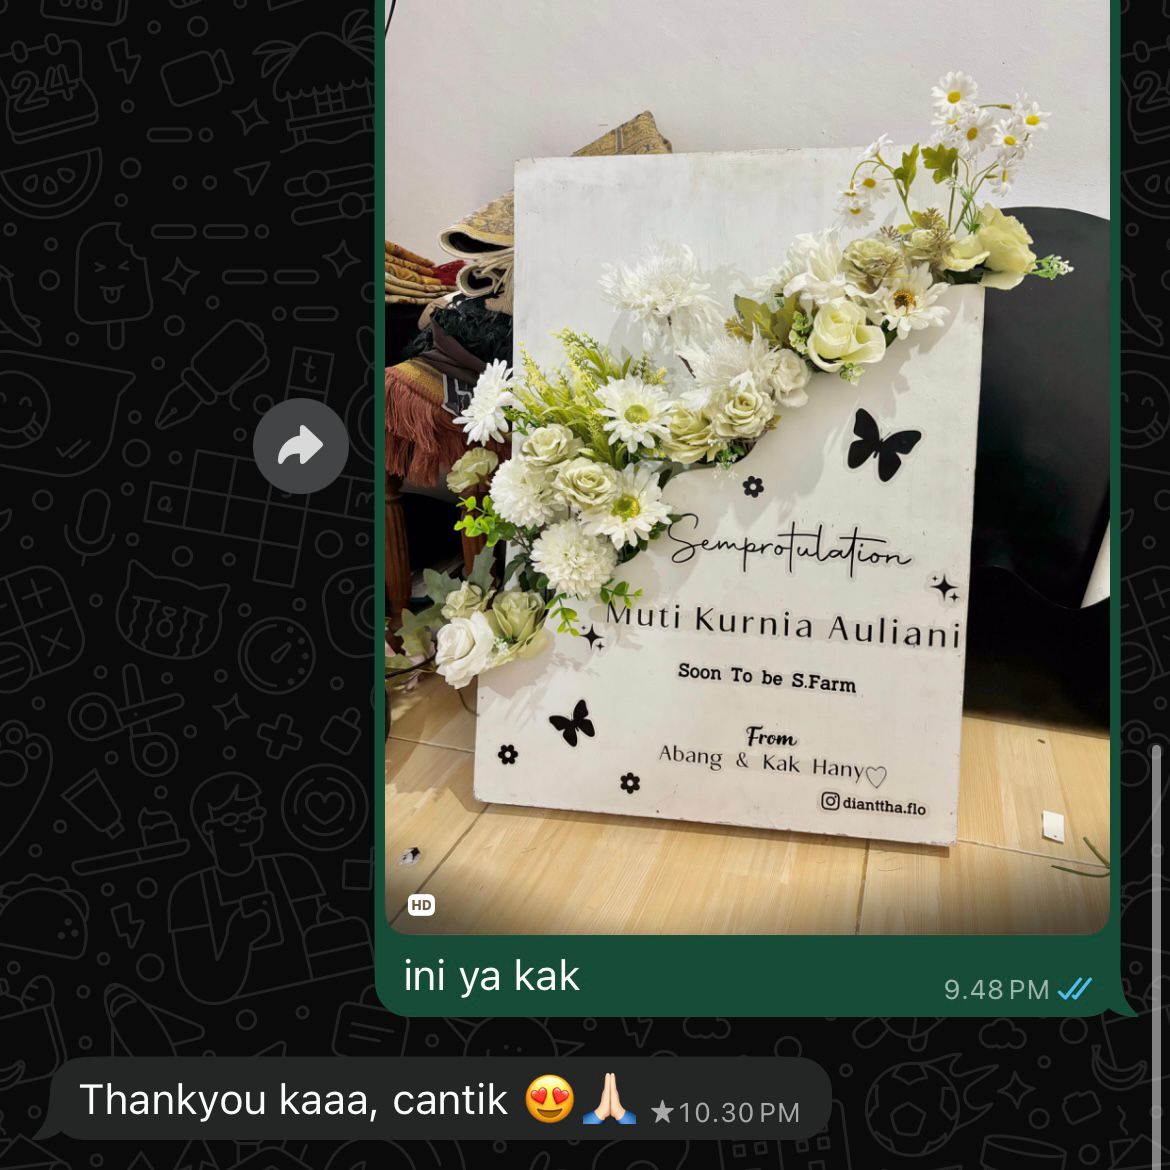 Semprotulation
Muti Kurnia Auliani
Soon To be S.Farm
From
Abang & Kak Hany♡
dianttha.flo
HD
ini ya kak
9.48 PM
Thankyou kaaa, cantik 😍🙏🏻
★10.30 PM